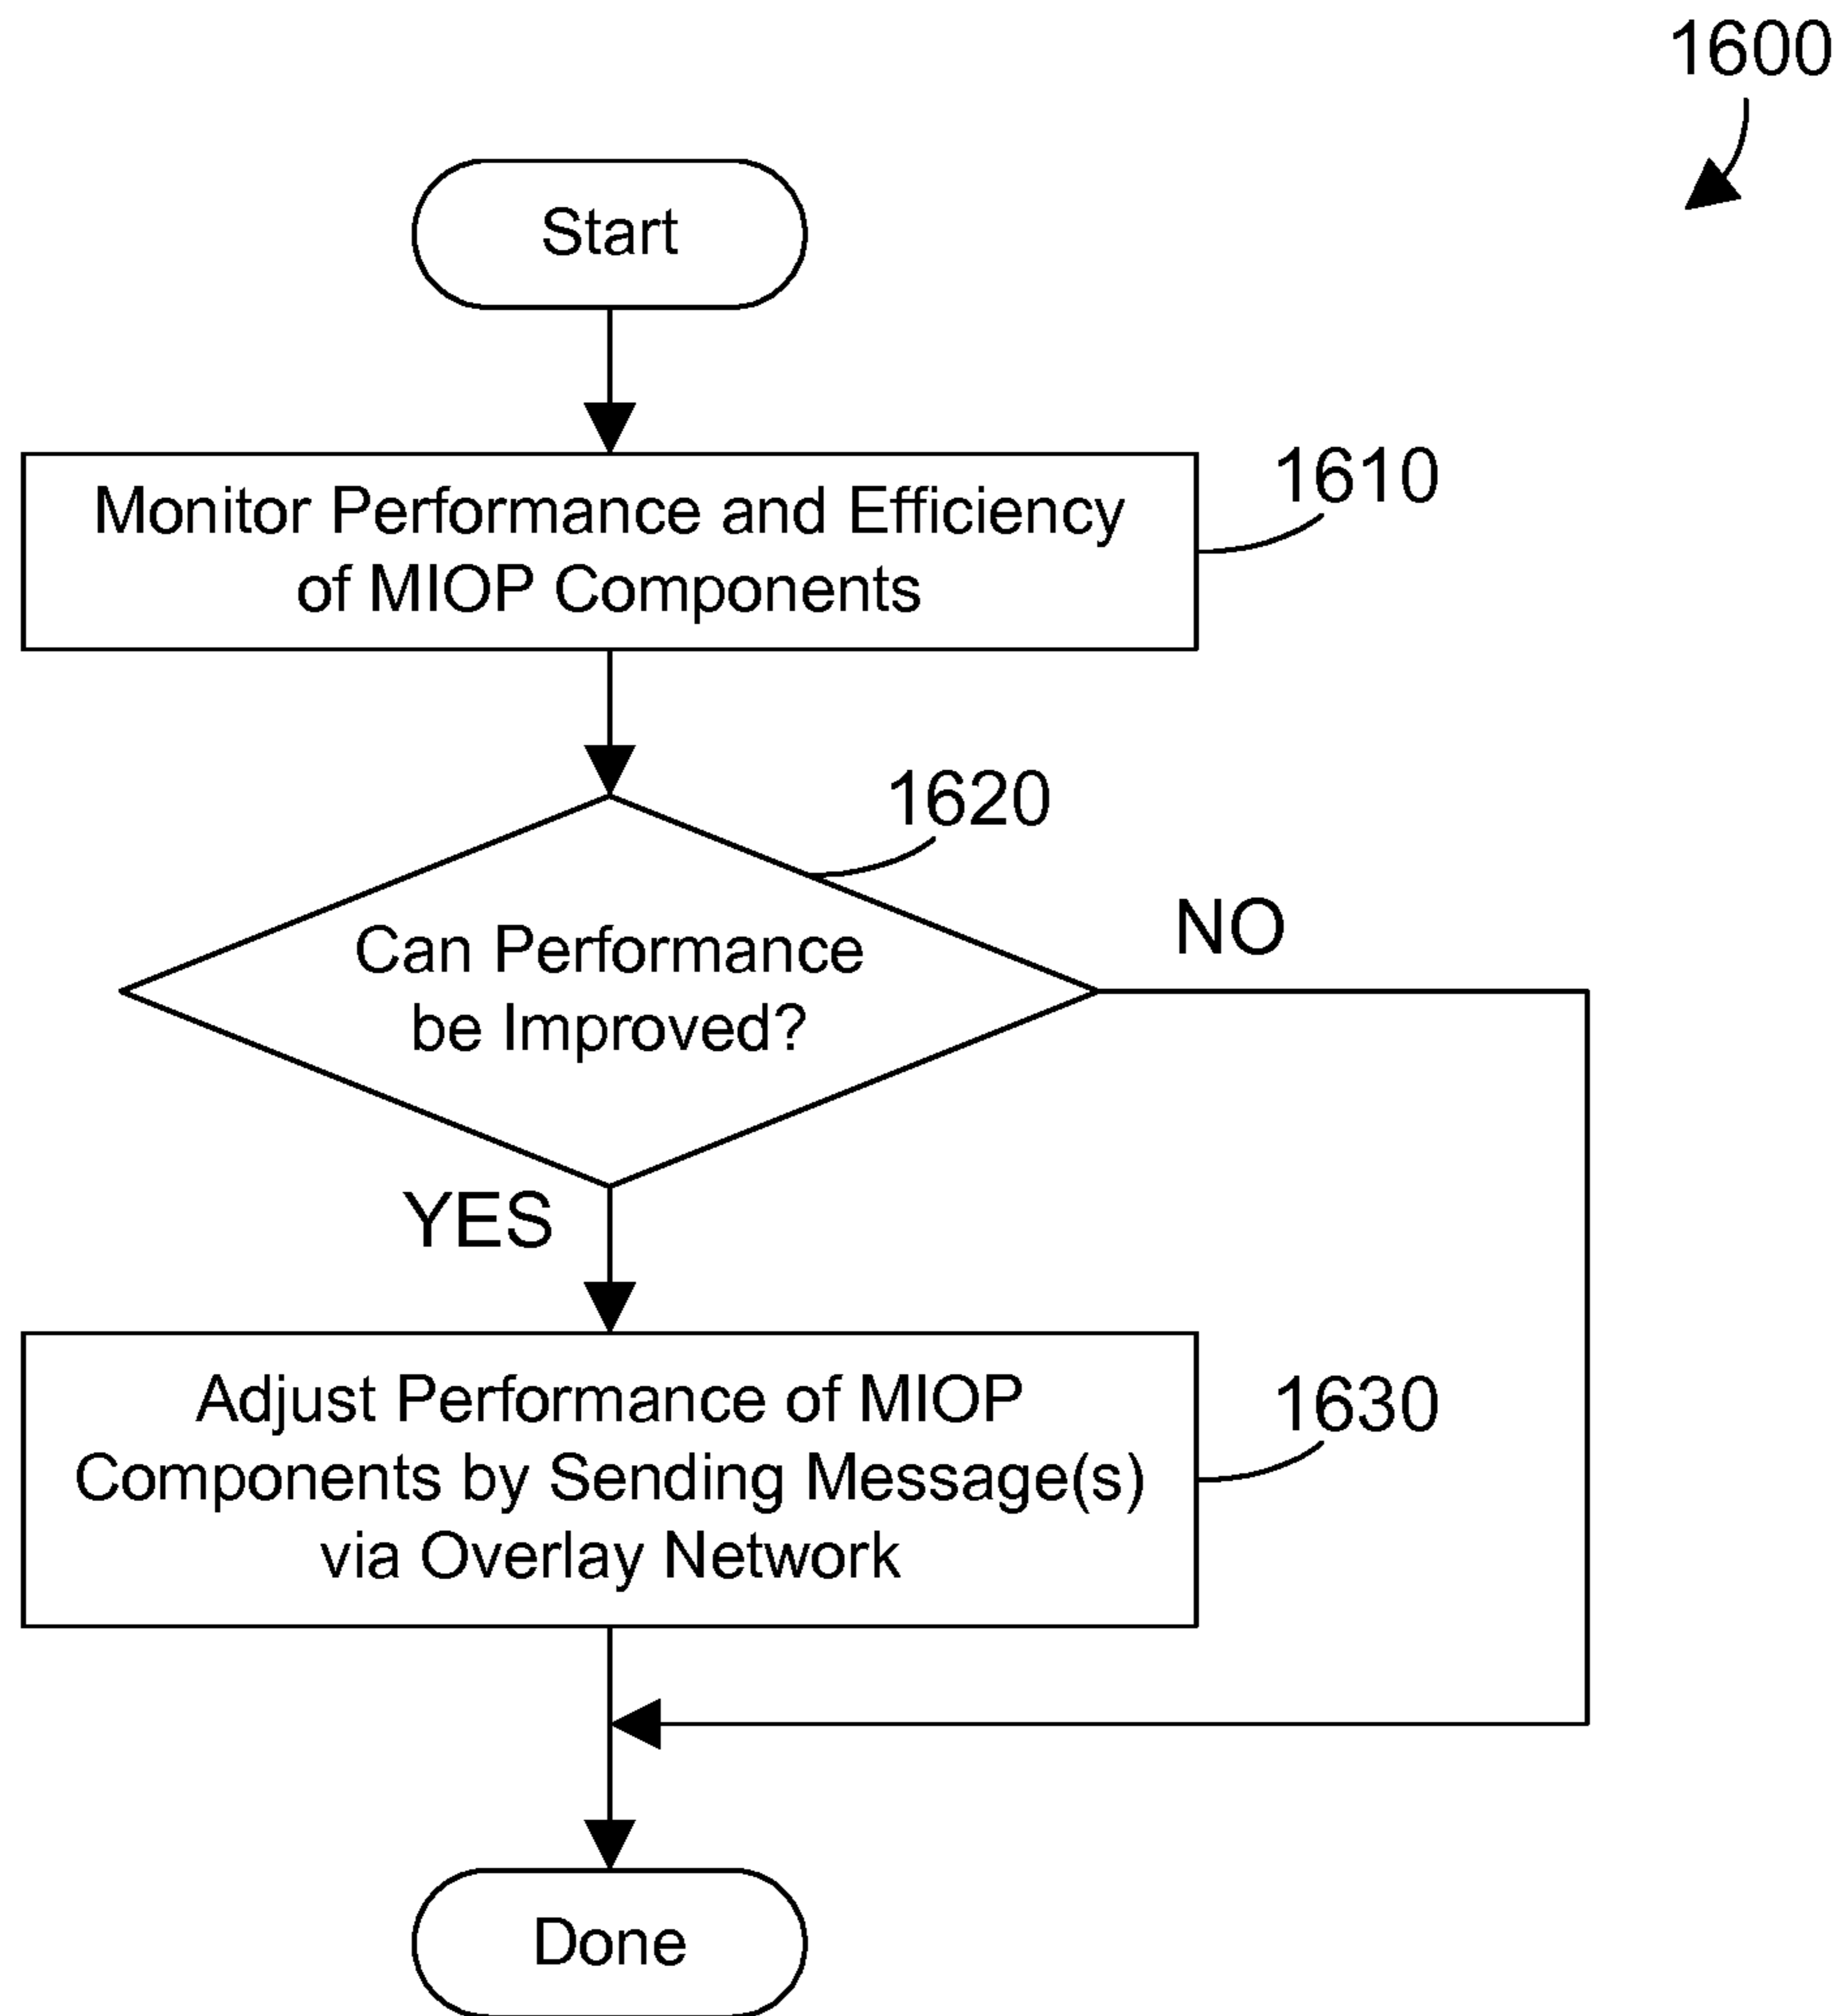 1600
Start
Monitor Performance and Efficiency
of MIOP Components
1610
1620
Can Performance
be Improved?
NO
YES
Adjust Performance of MIOP
Components by Sending Message(s)
via Overlay Network
1630
Done